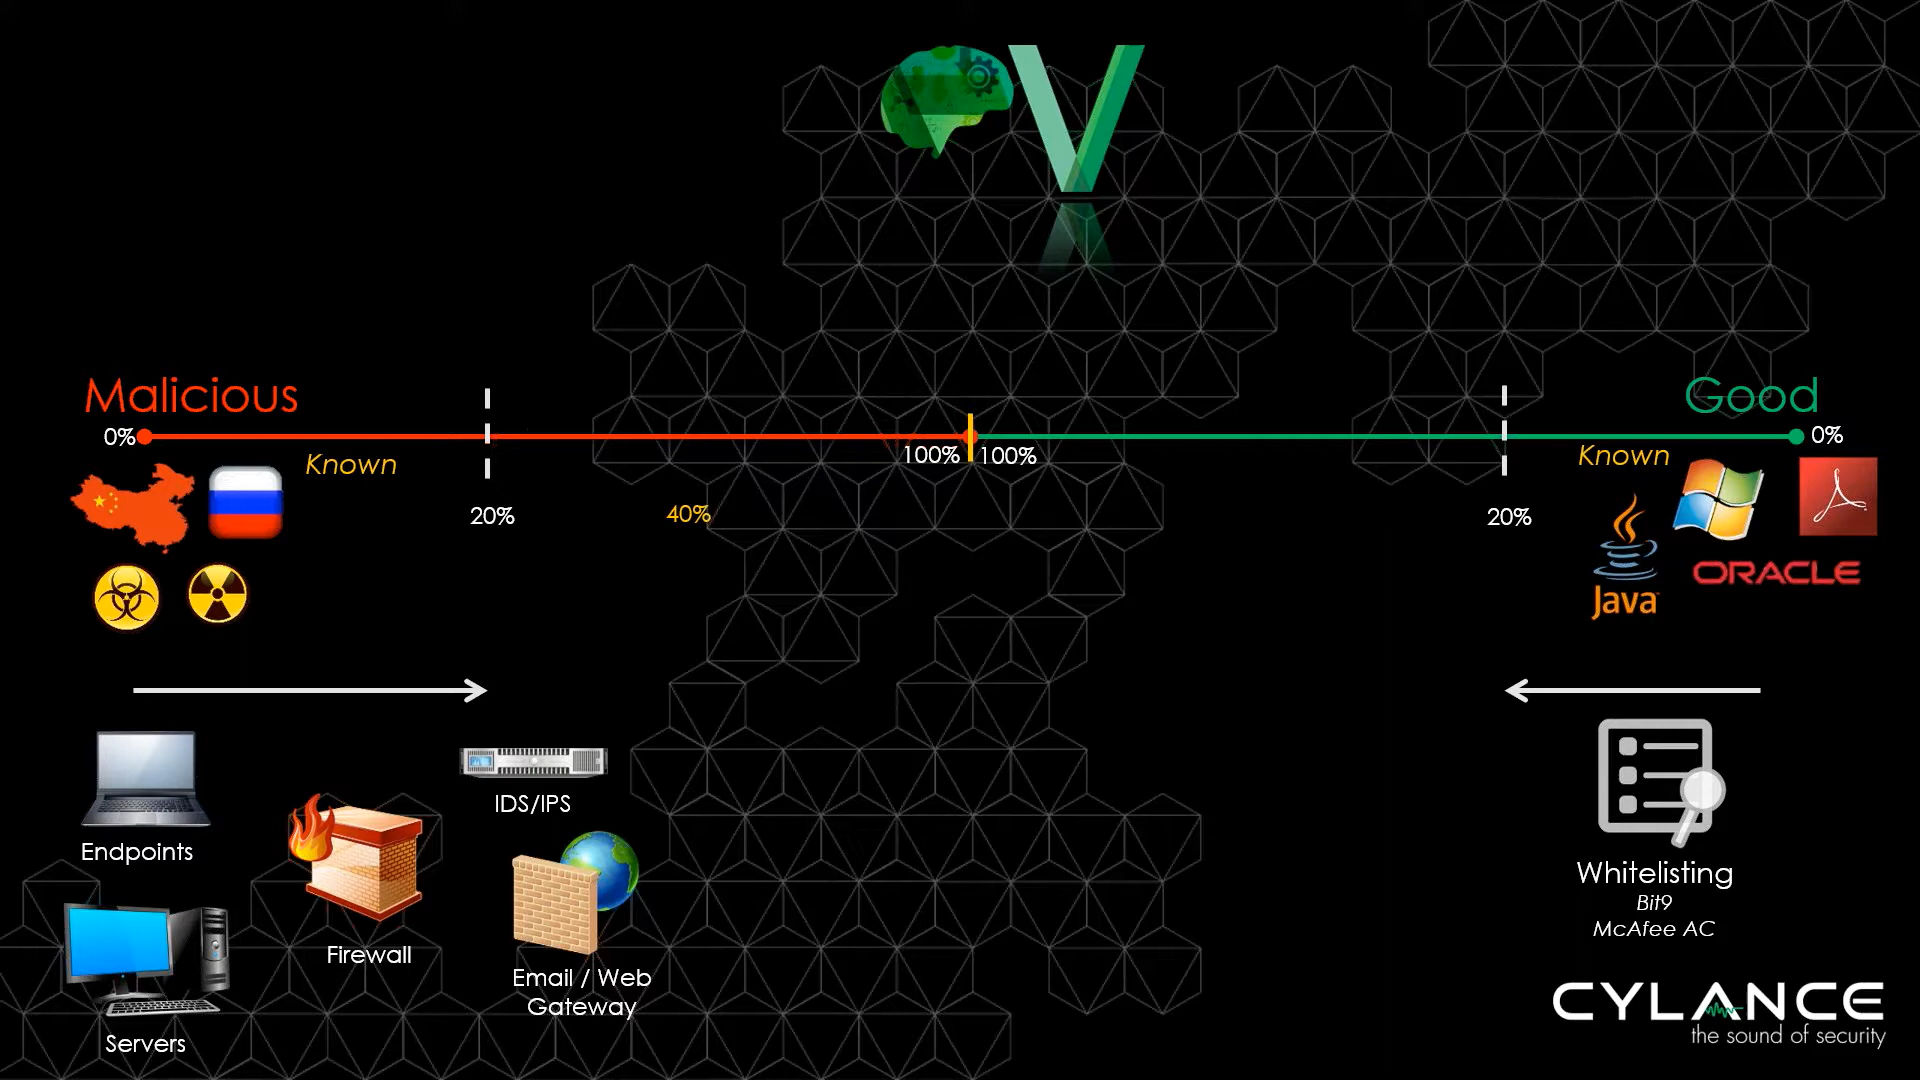 V
Malicious
Good
0%
0%
Known
100%
100%
Known
20%
40%
20%
Java
ORACLE
IDS/IPS
Endpoints
Firewall
Email / Web
Gateway
Servers
Whitelisting
Bit9
McAfee AC
CYLANCE
the sound of security